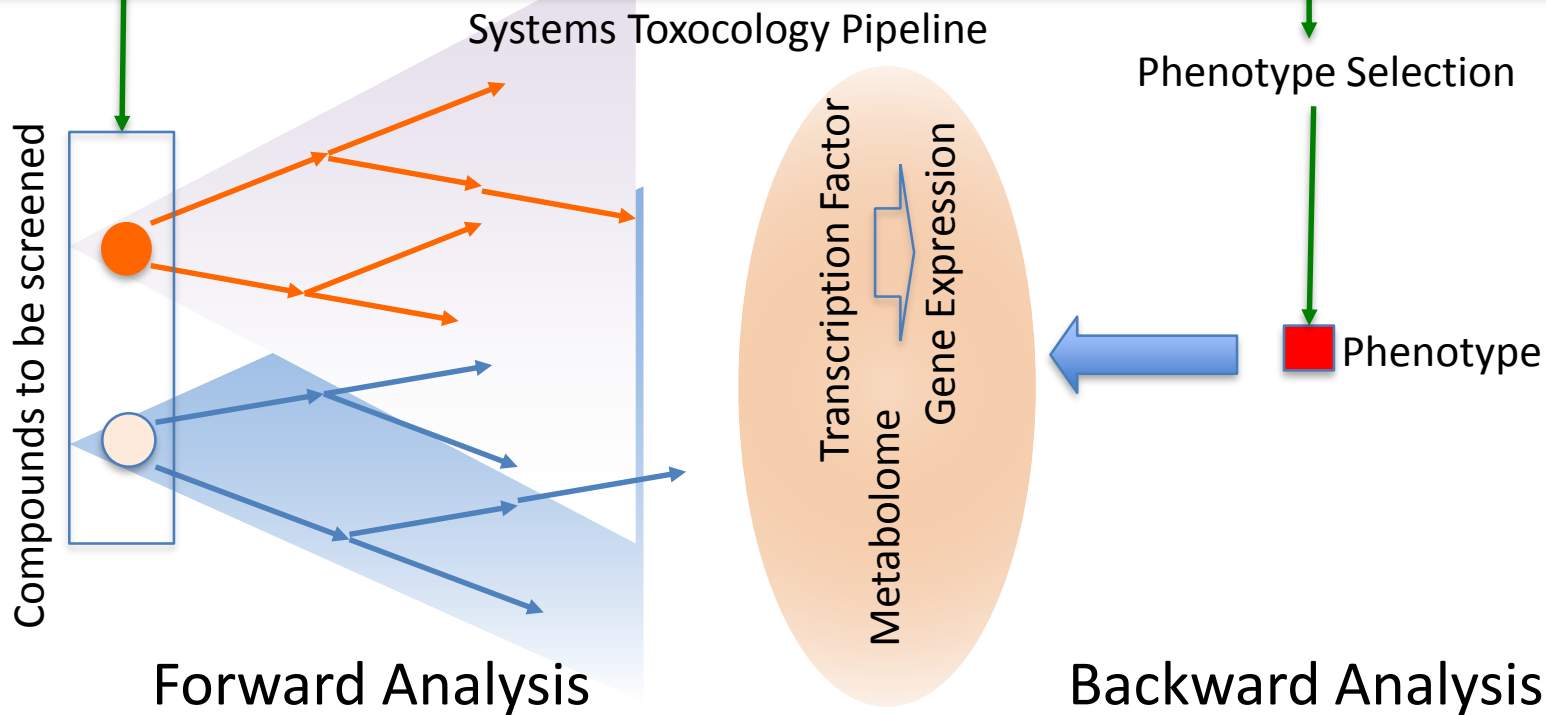 Systems Toxocology Pipeline
Phenotype Selection
Compounds to be screened
Transcription Factor
Gene Expression
Metabolome
Phenotype
Forward Analysis
Backward Analysis